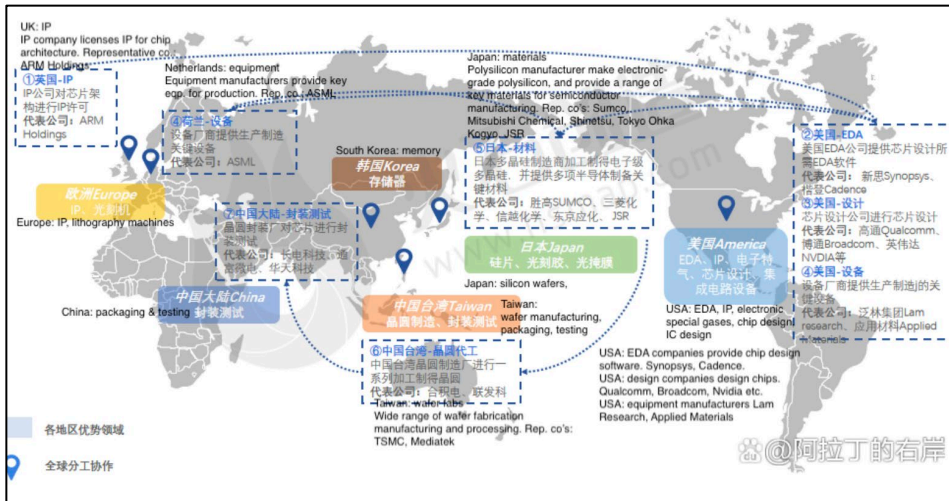 UK: IP
IP company licenses IP for chip
architecture. Representative co.:
ARM Holdings
①英国-IP
IP公司对芯片架
构进行IP许可
代表公司：ARM
Holdings
Netherlands: equipment
Equipment manufacturers provide key
eqp. for production. Rep. co., ASML
④荷兰-设备
设备厂商提供生产制造
关键设备
代表公司：ASML
欧洲Europe
IP、光刻机
Europe: IP, lithography machines
South Korea: memory
韩国Korea
存储器
Japan: materials
Polysilicon manufacturer make electronic-
grade polysilicon, and provide a range
of key materials for semiconductor
manufacturing. Rep. co's: Sumco,
Mitsubishi Chemical, Shinetsu, Tokyo Ohka
Kogyo, JSR
⑤日本-材料
日本多晶硅制造商加工制得电子级
多晶硅，并提供多项半导体制备关
键材料
代表公司：胜高SUMCO、三菱化
学、信越化学、东京应化、JSR
日本Japan
硅片、光刻胶、光掩膜
Japan: silicon wafers,
⑦中国大陆-封装测试
晶圆封装厂对芯片进行封
装测试
代表公司：长电科技、通
富微电、华天科技
中国大陆China
封装测试
China: packaging & testing
中国台湾Taiwan
晶圆制造、封装测试
Taiwan:
wafer manufacturing,
packaging, testing
⑥中国台湾-晶圆代工
中国台湾晶圆制造厂进行一
系列加工制得晶圆
代表公司：台积电、联发科
Taiwan: wafer fabs
Wide range of wafer fabrication
manufacturing and processing. Rep. co's:
TSMC, Mediatek
②美国-EDA
美国EDA公司提供芯片设计所
需EDA软件
代表公司：新思Synopsys、
楷登Cadence
③美国-设计
芯片设计公司进行芯片设计
代表公司：高通Qualcomm、
博通Broadcom、英伟达
NVDIA等
④美国-设备
设备厂商提供生产制造j的关
键设备
代表公司：泛林集团Lam
research、应用材料Applied
Materials
美国America
EDA、IP、电子特
气、芯片设计、集
成电路设备
USA: EDA, IP, electronic
special gases, chip design,
IC design
USA: EDA companies provide chip design
software. Synopsys, Cadence.
USA: design companies design chips.
Qualcomm, Broadcom, Nvidia etc.
USA: equipment manufacturers Lam
Research, Applied Materials
各地区优势领域
全球分工协作
@阿拉丁的右岸